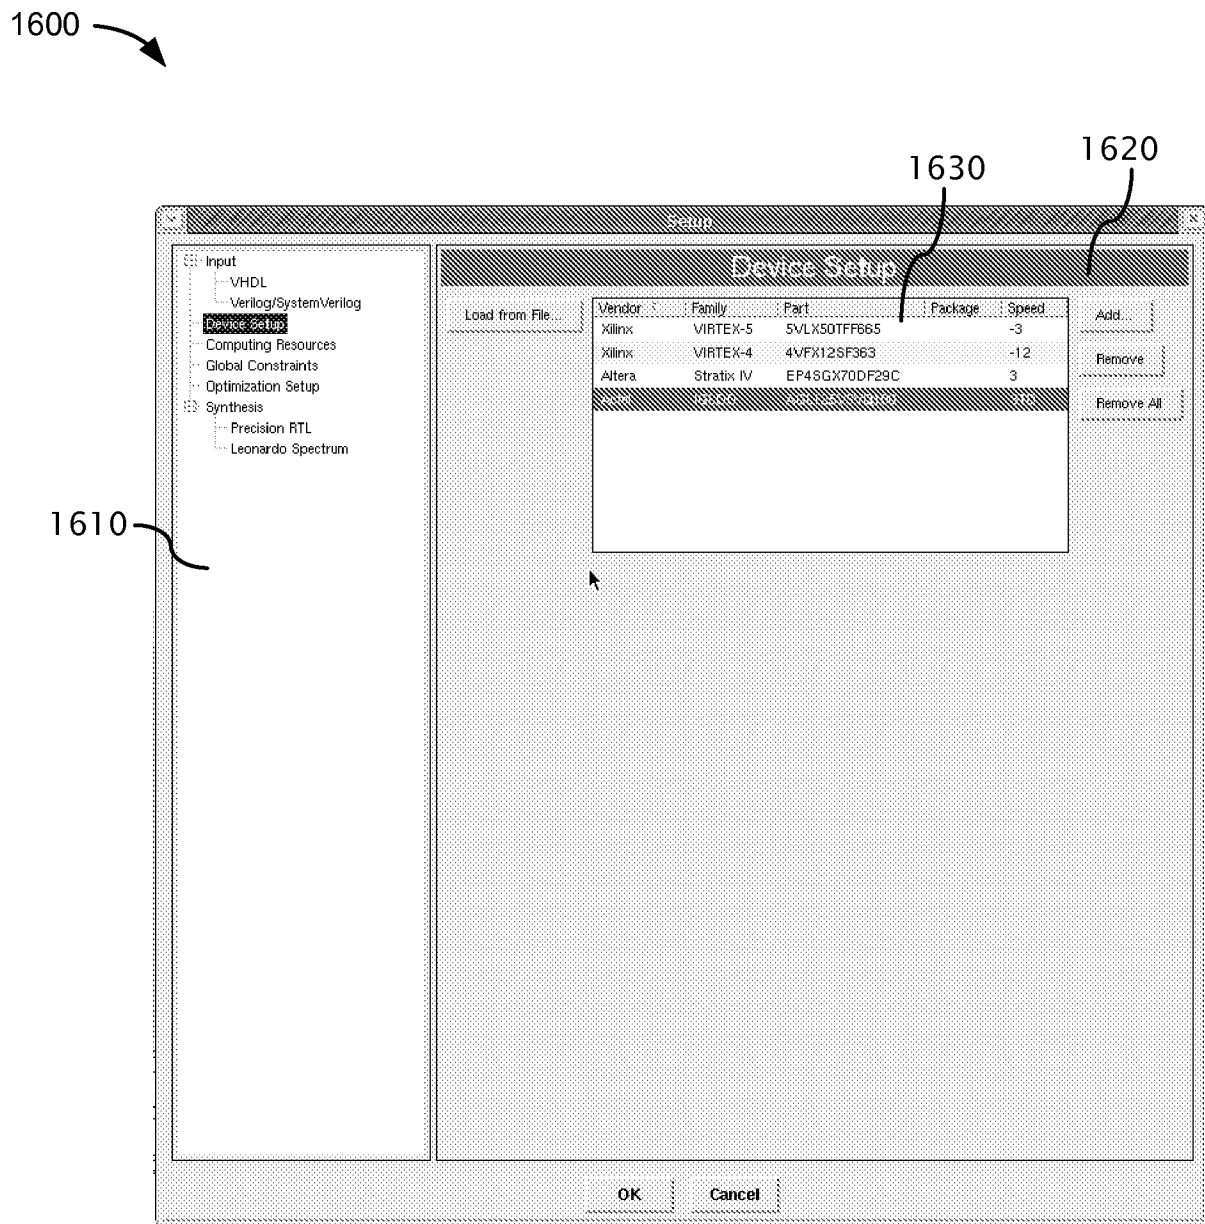 1600
1630
1620
Setup
Input
VHDL
Verilog/SystemVerilog
Device Setup
Computing Resources
Global Constraints
Optimization Setup
Synthesis
Precision RTL
Leonardo Spectrum
1610
Device Setup
Load from File...
Vendor Family Part Package Speed
Xilinx VIRTEX-5 5VLX50TFF665 -3
Xilinx VIRTEX-4 4VFX12SF363 -12
Altera Stratix IV EP4SGX70DF29C 3
Add...
Remove
Remove All
OK
Cancel